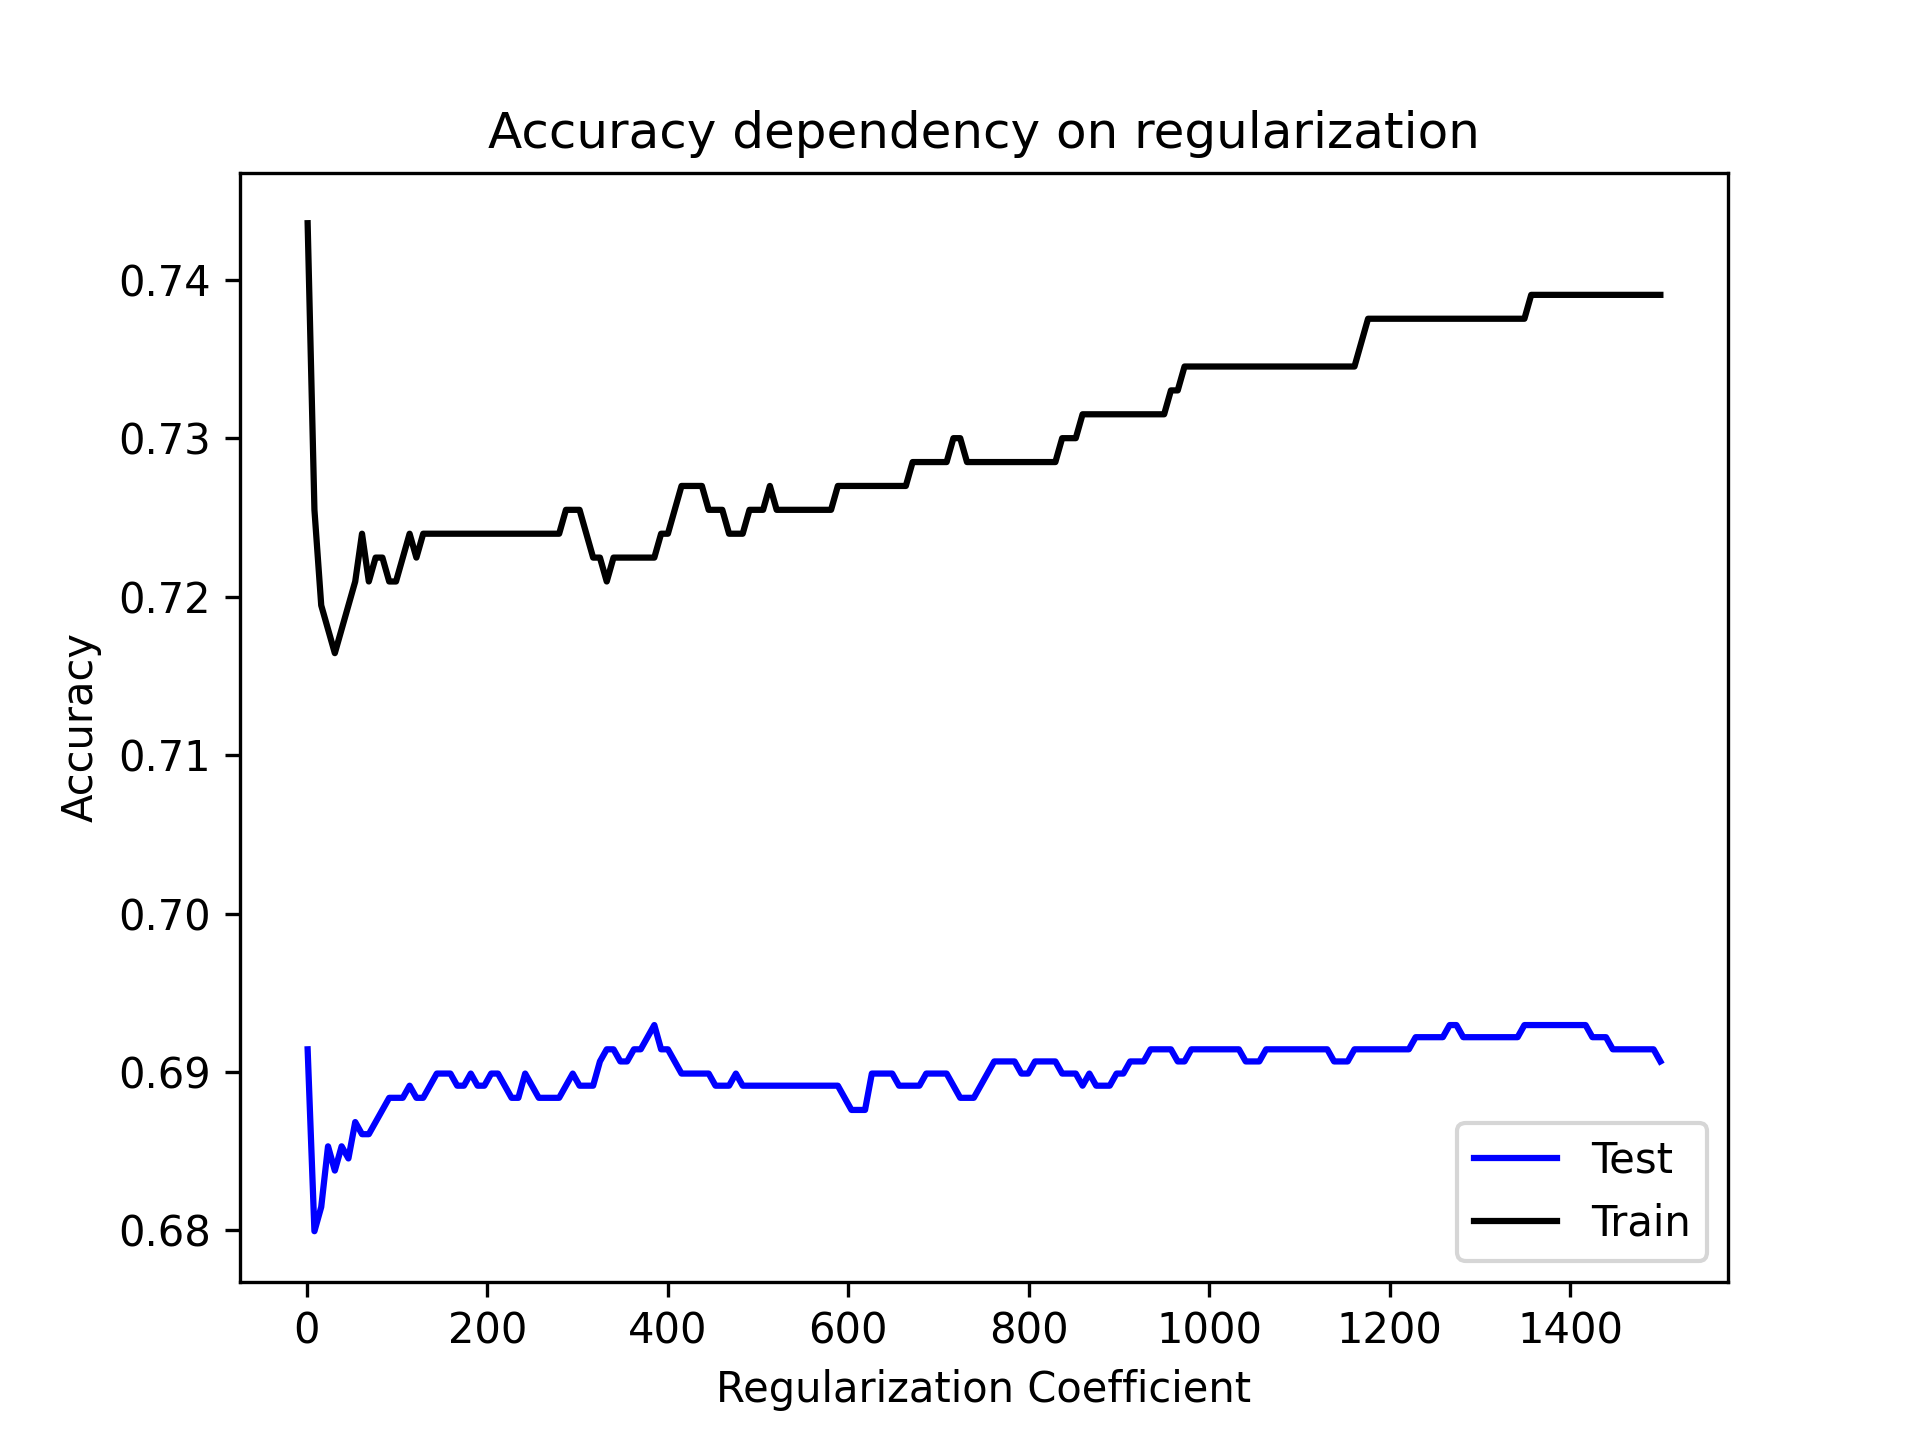 Accuracy dependency on regularization
0.74
0.73
0.72
0.71
0.70
0.69
0.68
Accuracy
0 200 400 600 800 1000 1200 1400
Regularization Coefficient
Test
Train